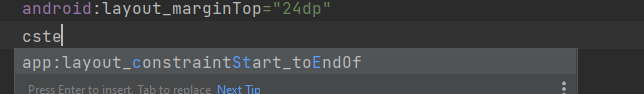 android:layout_marginTop="24dp"
cste
app:layout_constraintStart_toEndOf
Press Enter to insert, Tab to replace Next Tip